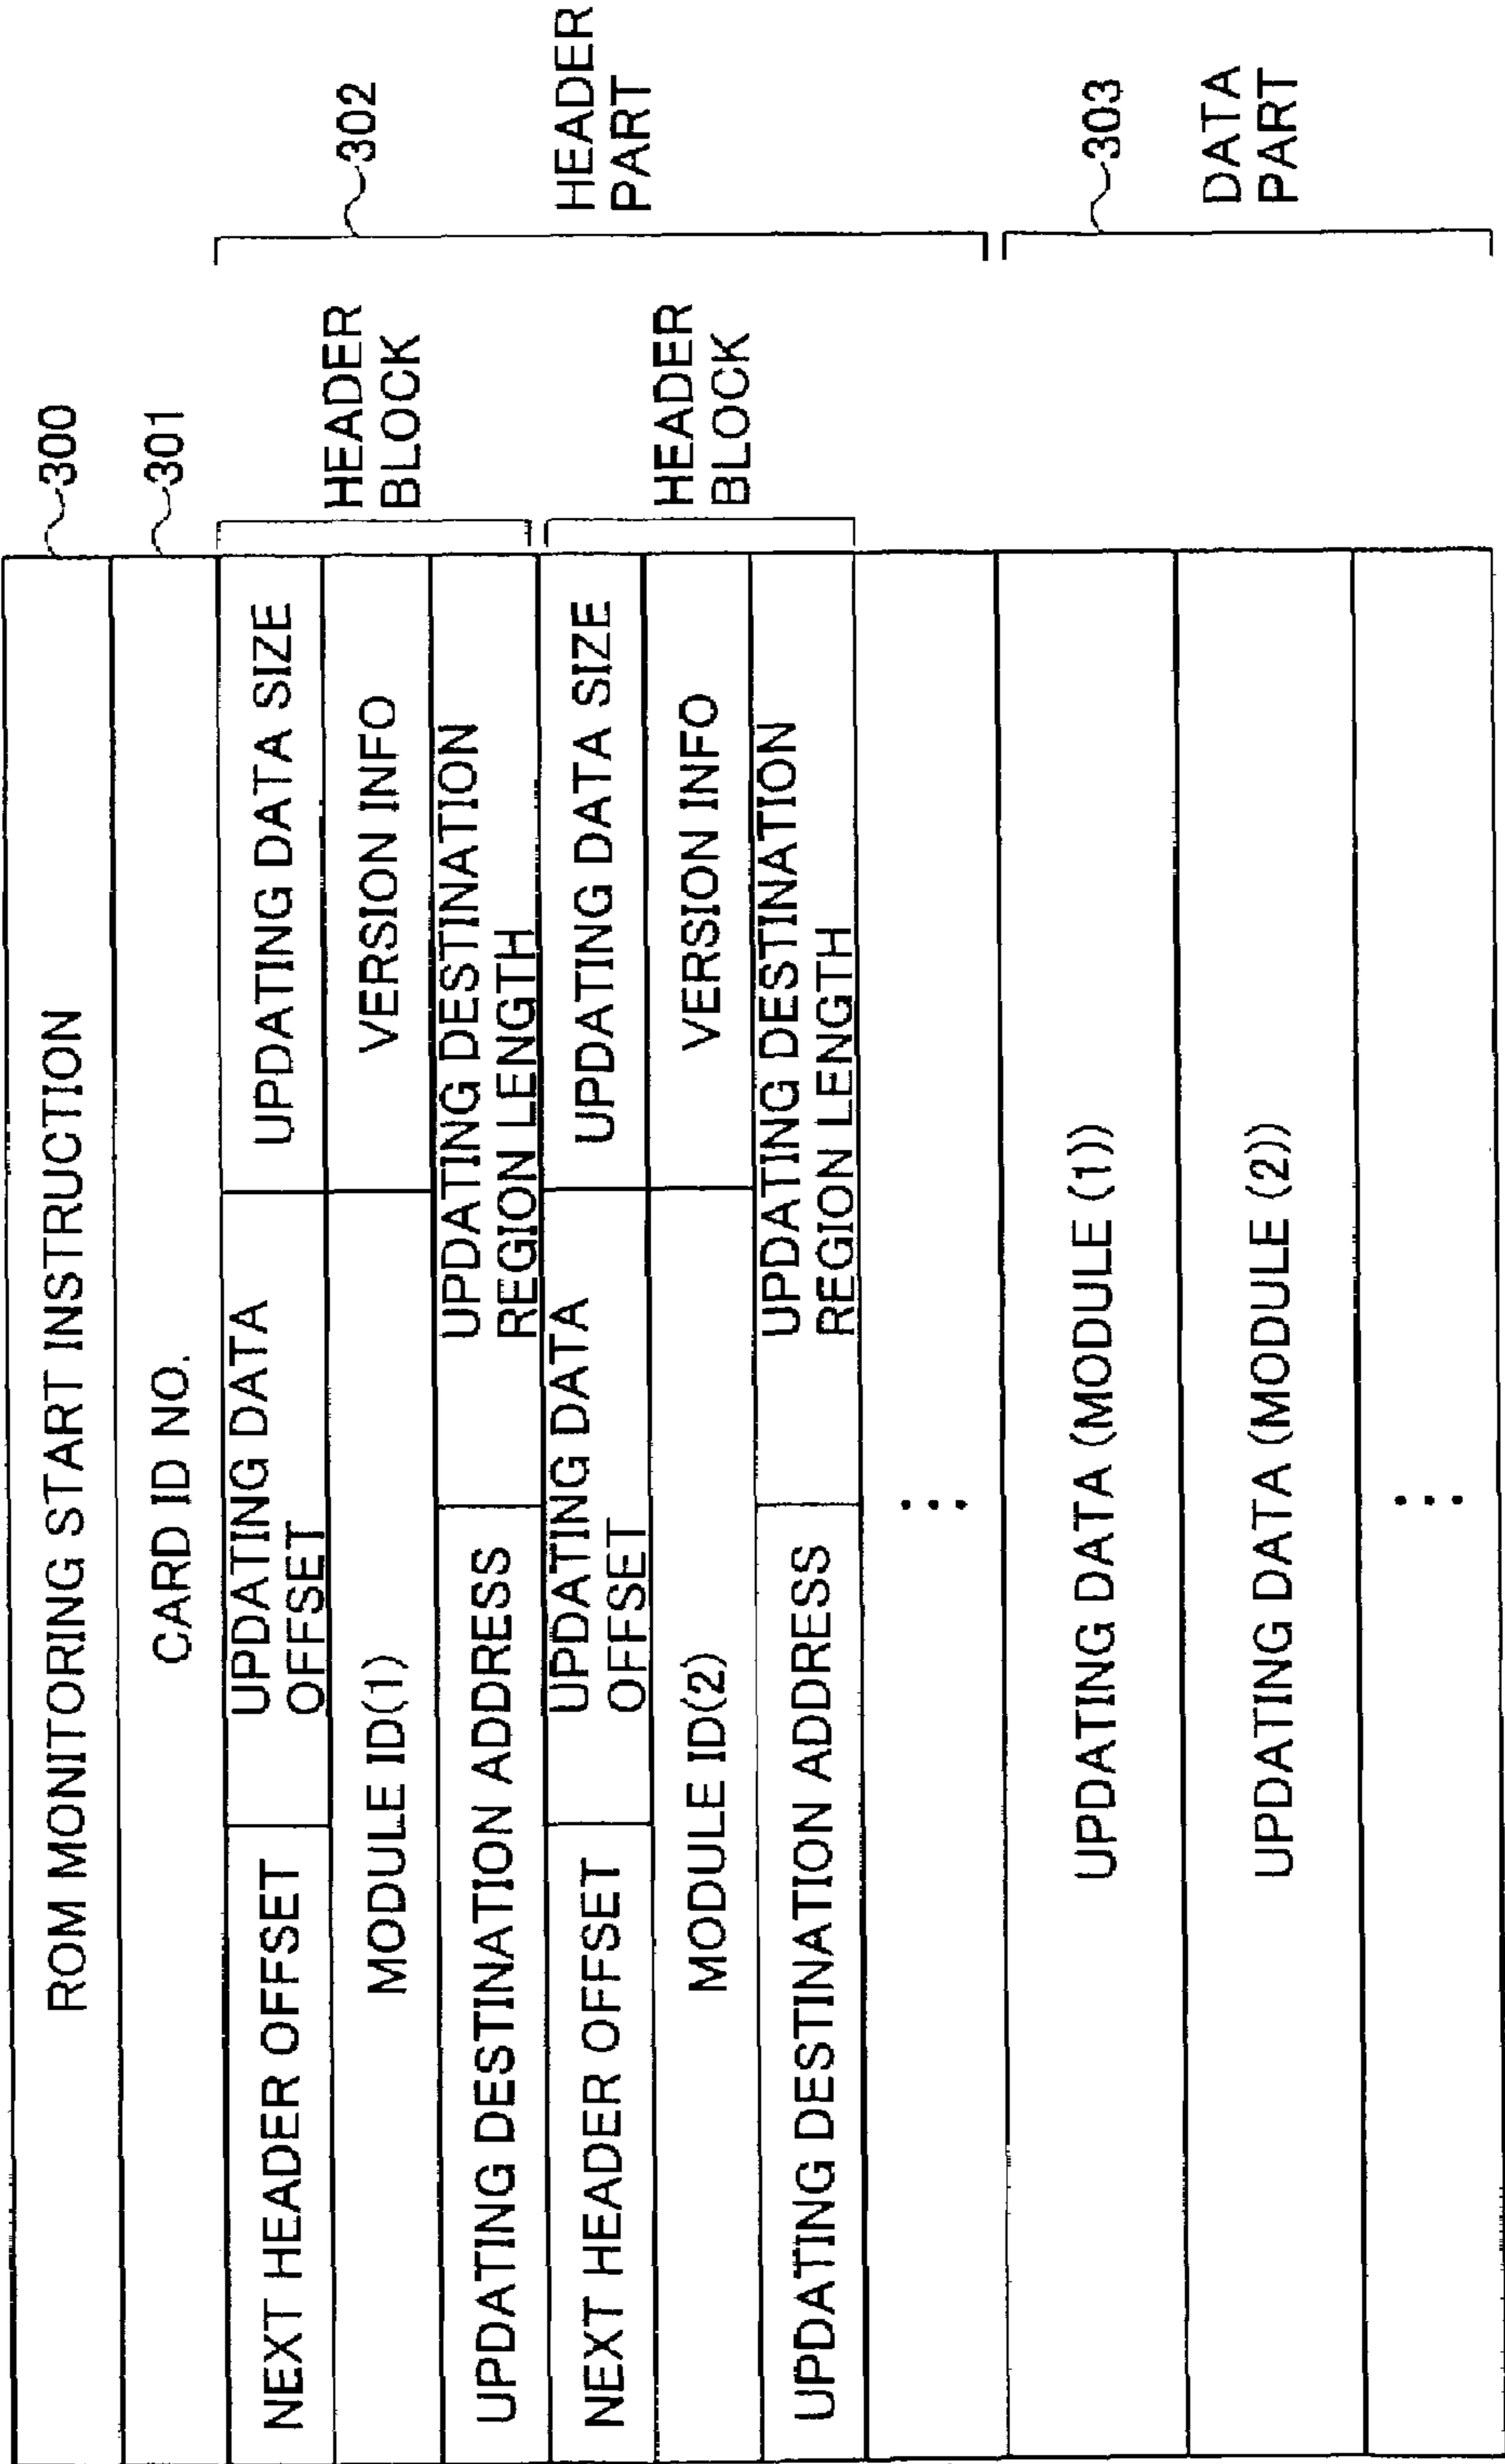 ROM MONITORING START INSTRUCTION
300
CARD ID NO.
301
NEXT HEADER OFFSET
UPDATING DATA
OFFSET
UPDATING DATA SIZE
MODULE ID(1)
VERSION INFO
UPDATING DESTINATION ADDRESS
UPDATING DESTINATION
REGION LENGTH
HEADER
BLOCK
NEXT HEADER OFFSET
UPDATING DATA
OFFSET
UPDATING DATA SIZE
MODULE ID(2)
VERSION INFO
UPDATING DESTINATION ADDRESS
UPDATING DESTINATION
REGION LENGTH
HEADER
BLOCK
...
302
HEADER
PART
UPDATING DATA (MODULE (1))
UPDATING DATA (MODULE (2))
...
303
DATA
PART